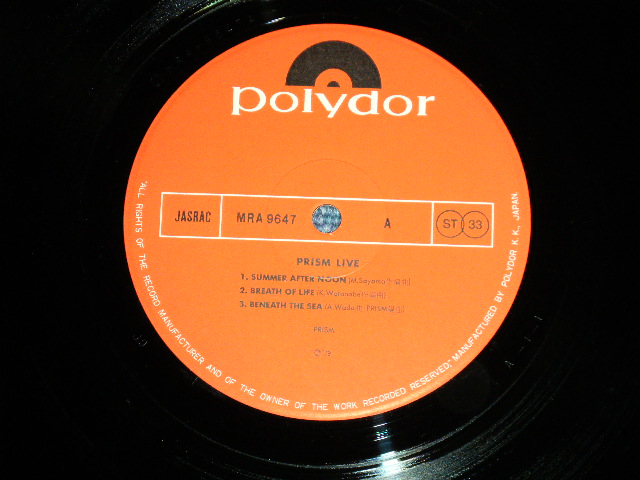 polydor
JASRAC
MRA 9647
A
ST 33
PRISM LIVE
1. SUMMER AFTER NOON
2. BREATH OF LIFE
3. BENEATH THE SEA
PRISM
"ALL RIGHTS OF THE RECORD MANUFACTURER AND OF THE OWNER OF THE WORK RECORDED RESERVED." MANUFACTURED BY POLYDOR K.K., JAPAN.